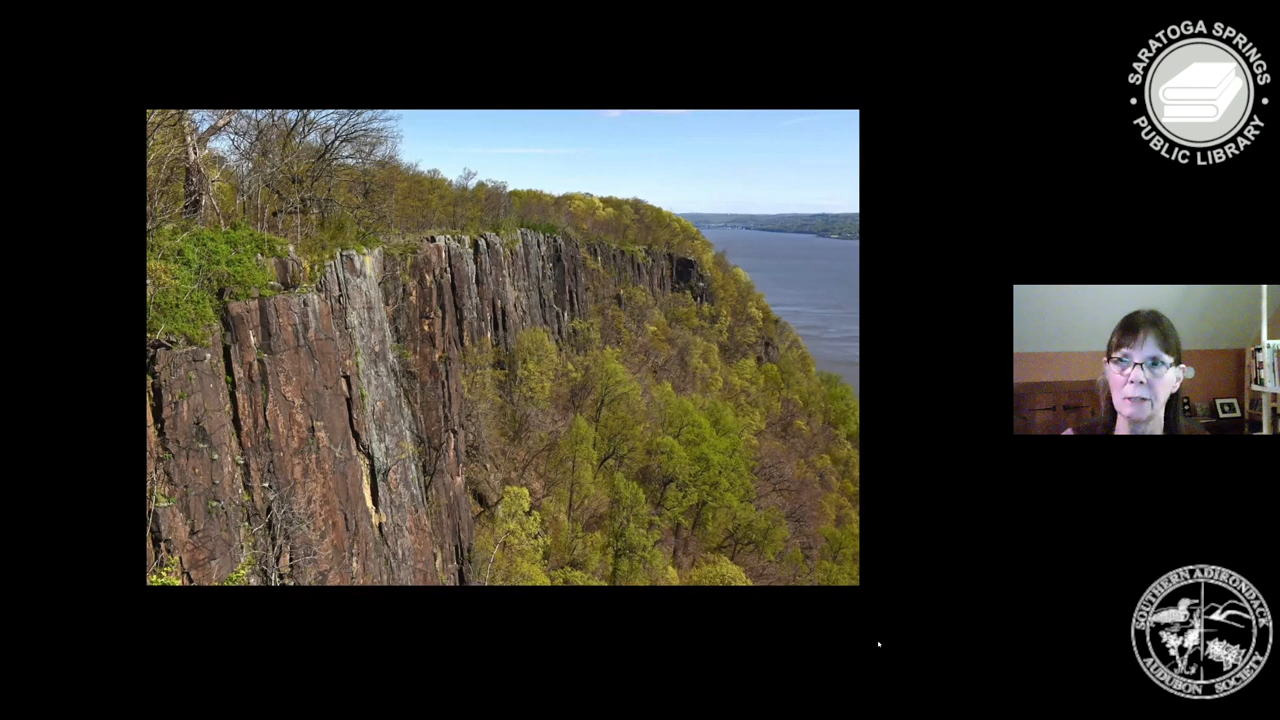 SARATOGA SPRINGS
PUBLIC LIBRARY
SOUTHERN ADIRONDACK
AUDUBON SOCIETY